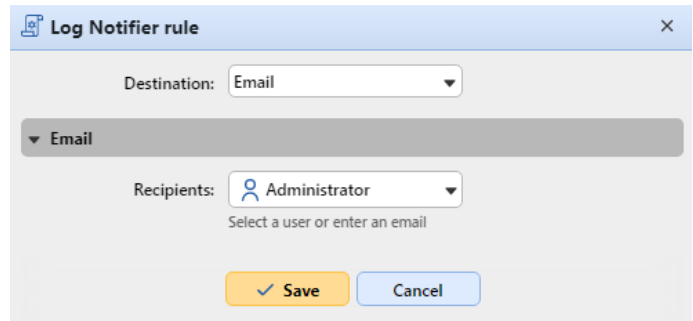 Log Notifier rule
Destination: Email
Email
Recipients: Administrator
Select a user or enter an email
Save Cancel